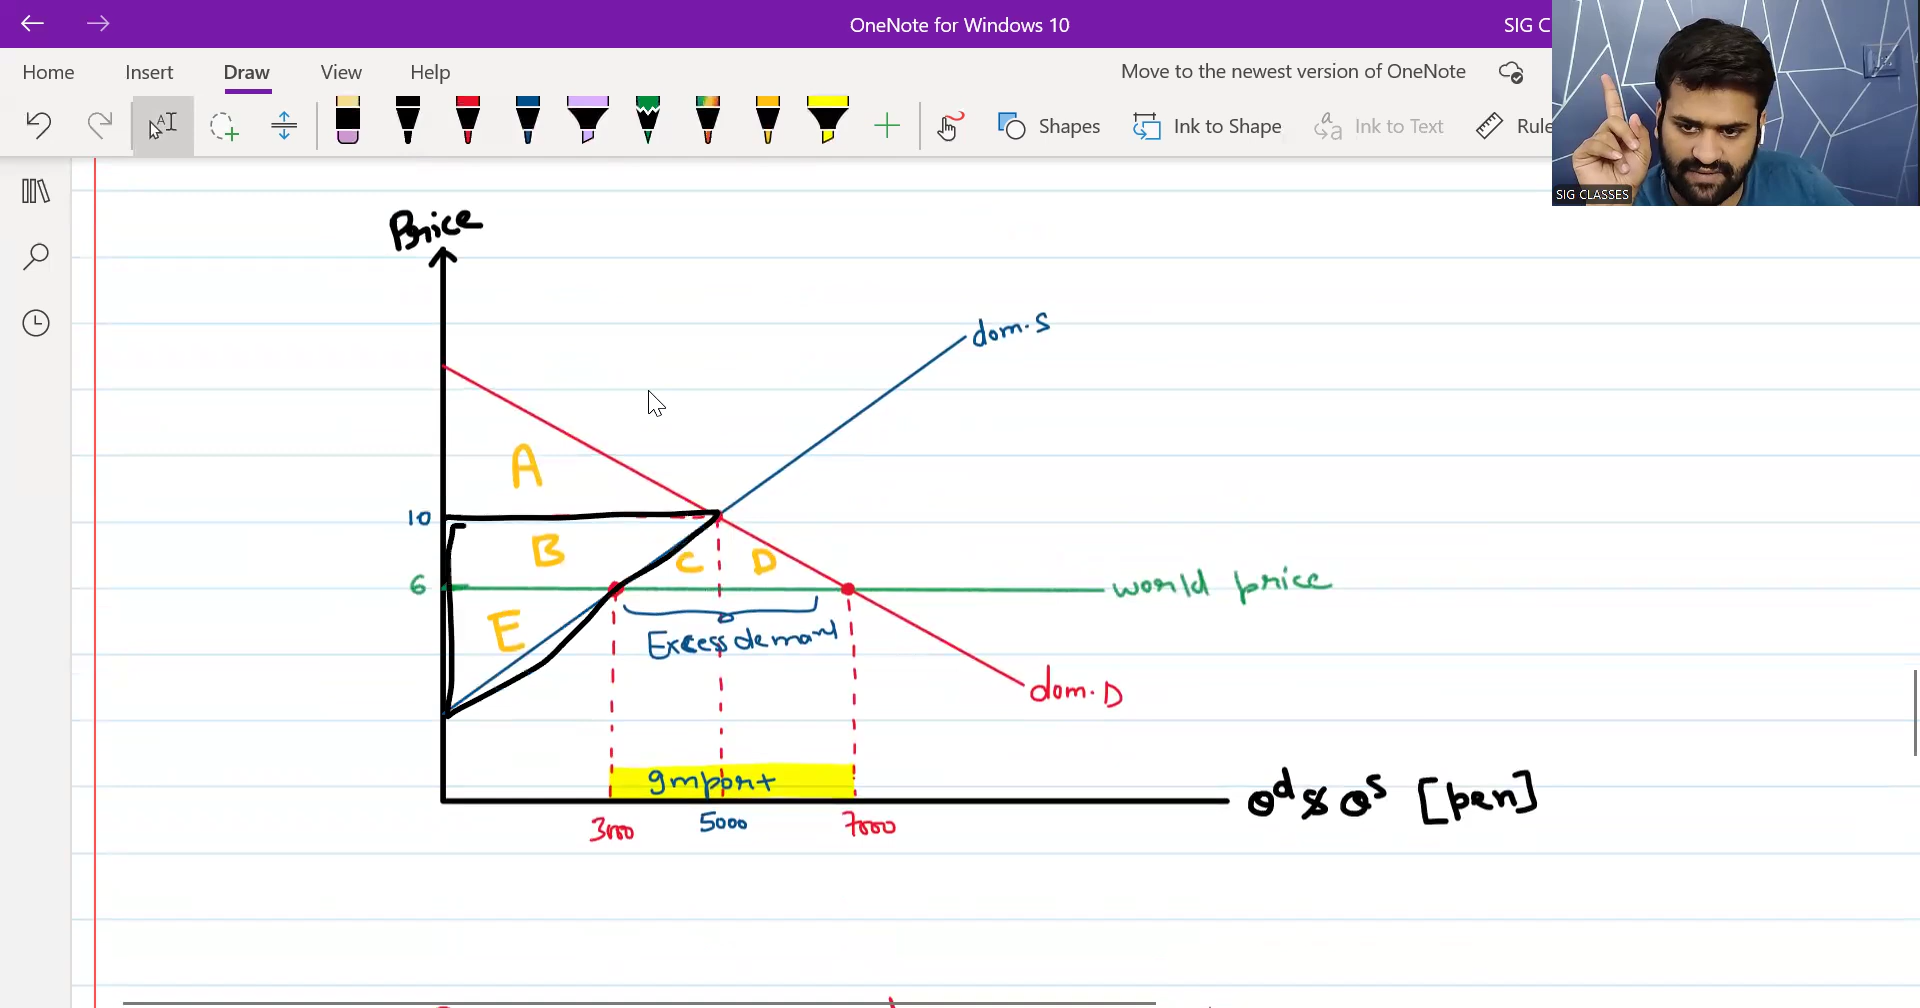 OneNote for Windows 10
SIG C
Home Insert Draw View Help
Move to the newest version of OneNote
Shapes Ink to Shape Ink to Text Rule
SIG CLASSES
Price
dom. S
A
10
B C D
6
world price
E
Excess demand
dom. D
Import
Qd & Qs [pen]
3000 5000 7000